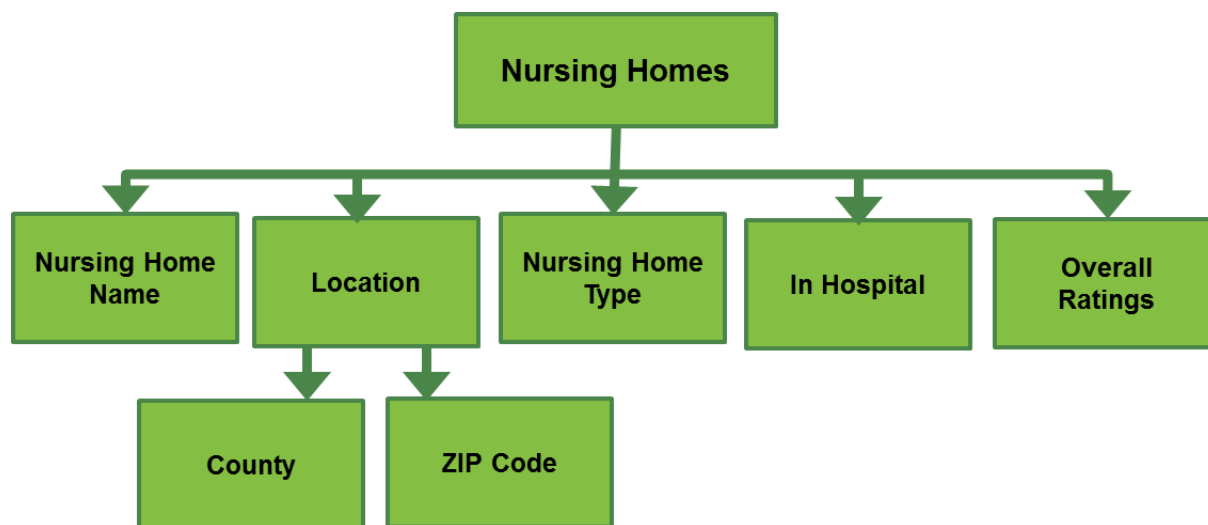 Nursing Homes
Nursing Home
Name
Location
Nursing Home
Type
In Hospital
Overall
Ratings
County
ZIP Code